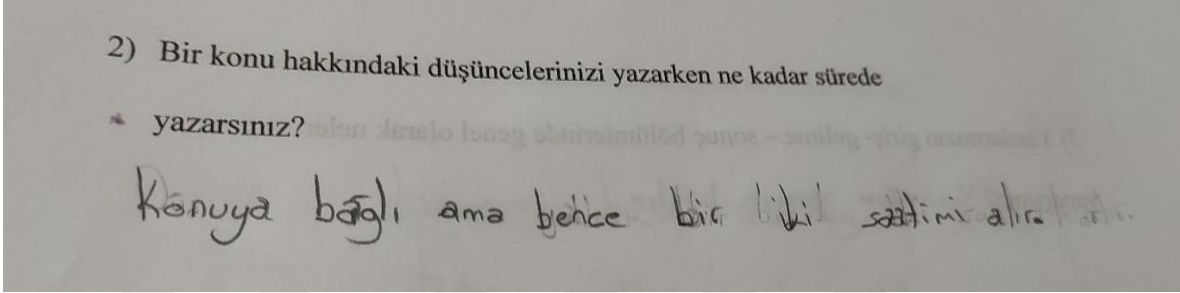 2) Bir konu hakkındaki düşüncelerinizi yazarken ne kadar sürede
yazarsınız?
Konuya bağlı ama bence bir iki saatimi alır.